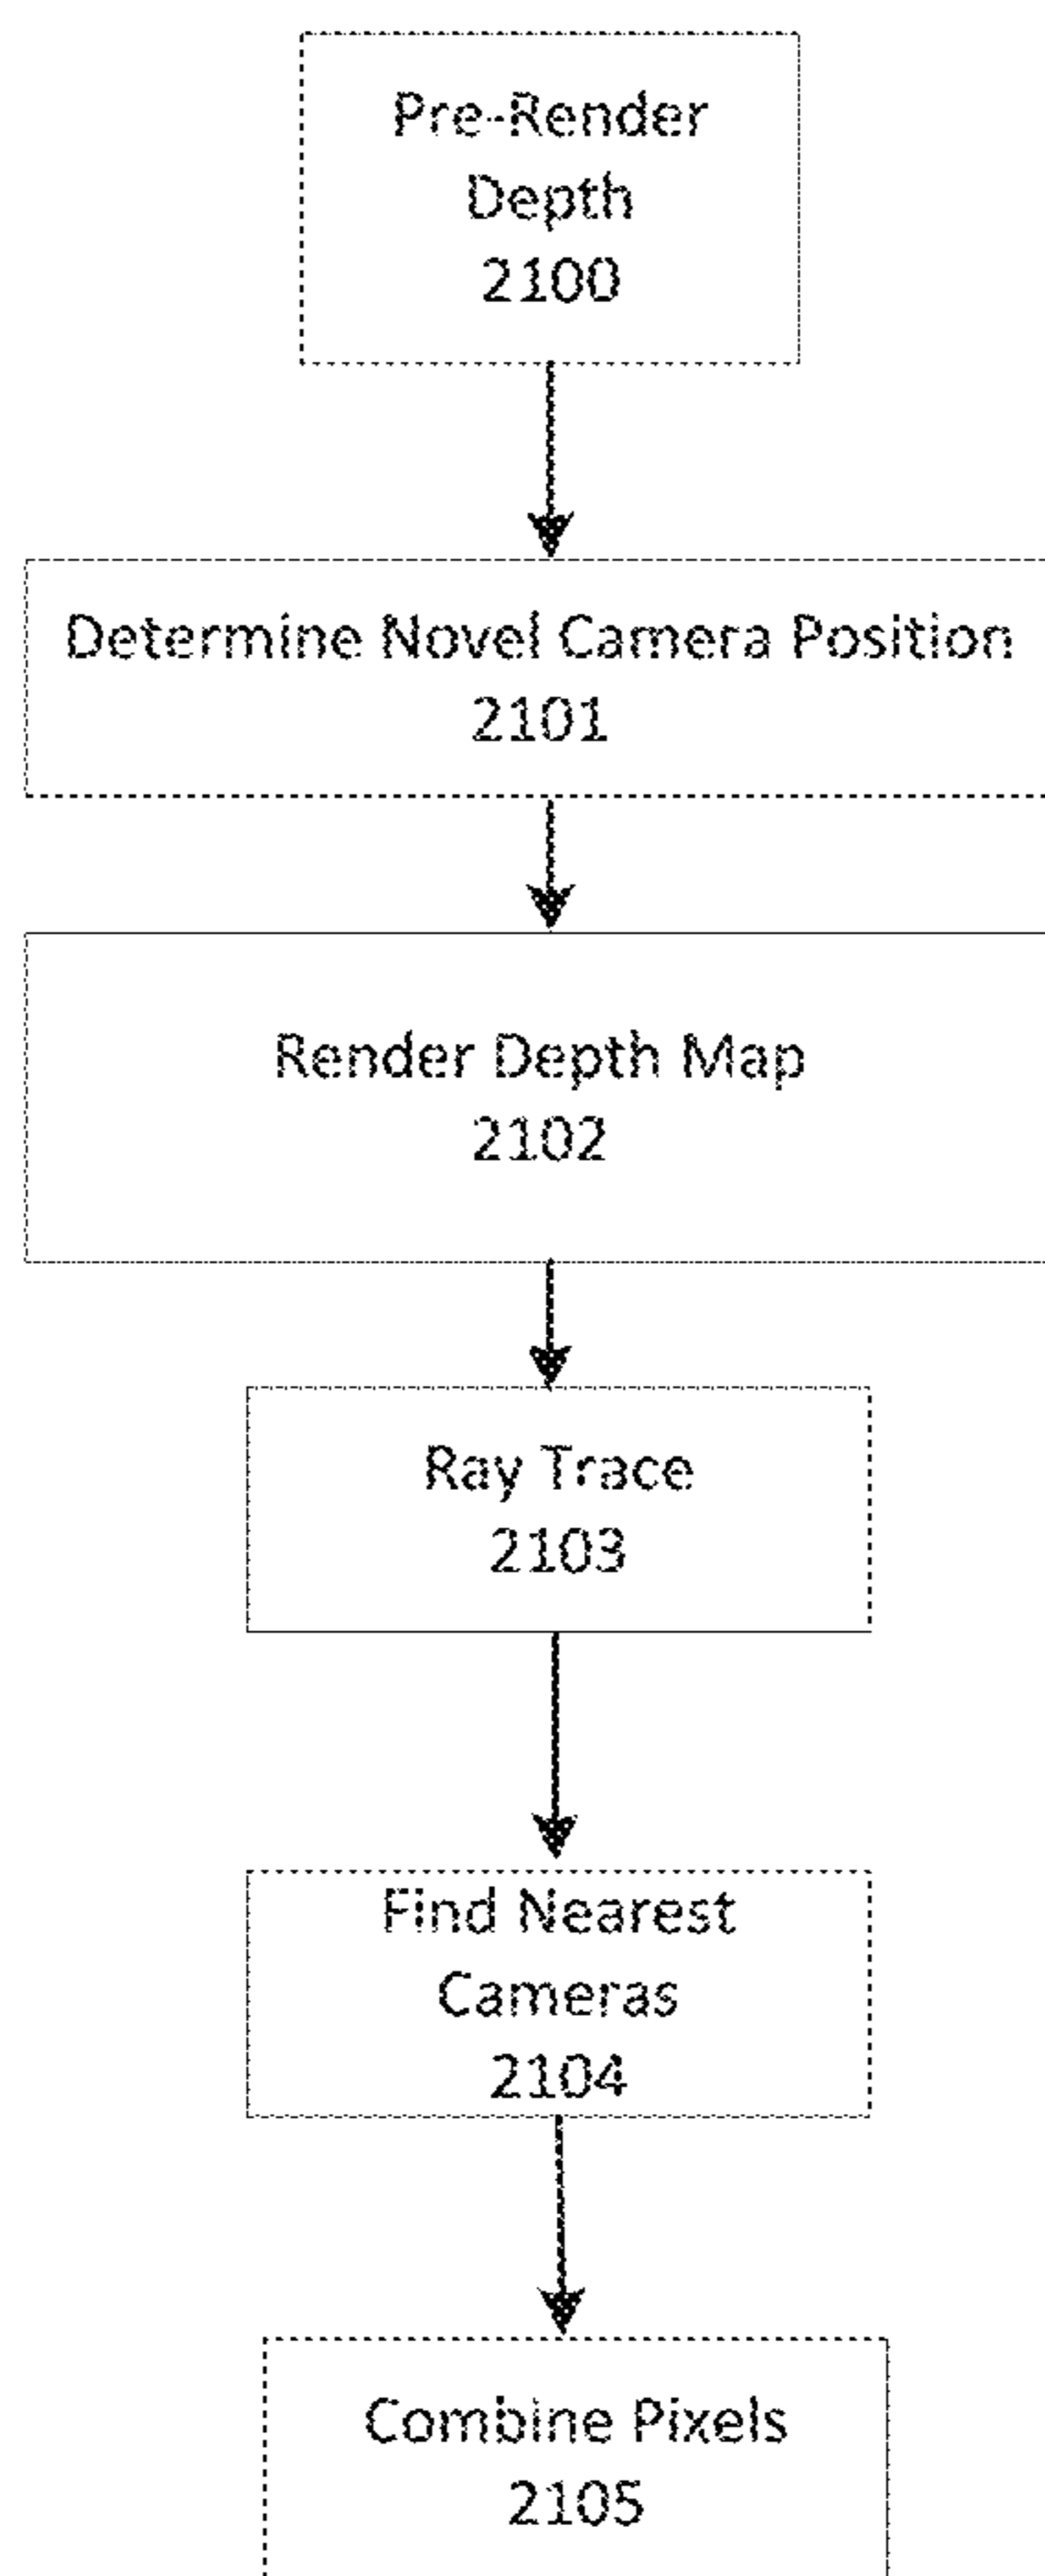 Pre-Render
Depth
2100
Determine Novel Camera Position
2101
Render Depth Map
2102
Ray Trace
2103
Find Nearest
Cameras
2104
Combine Pixels
2105